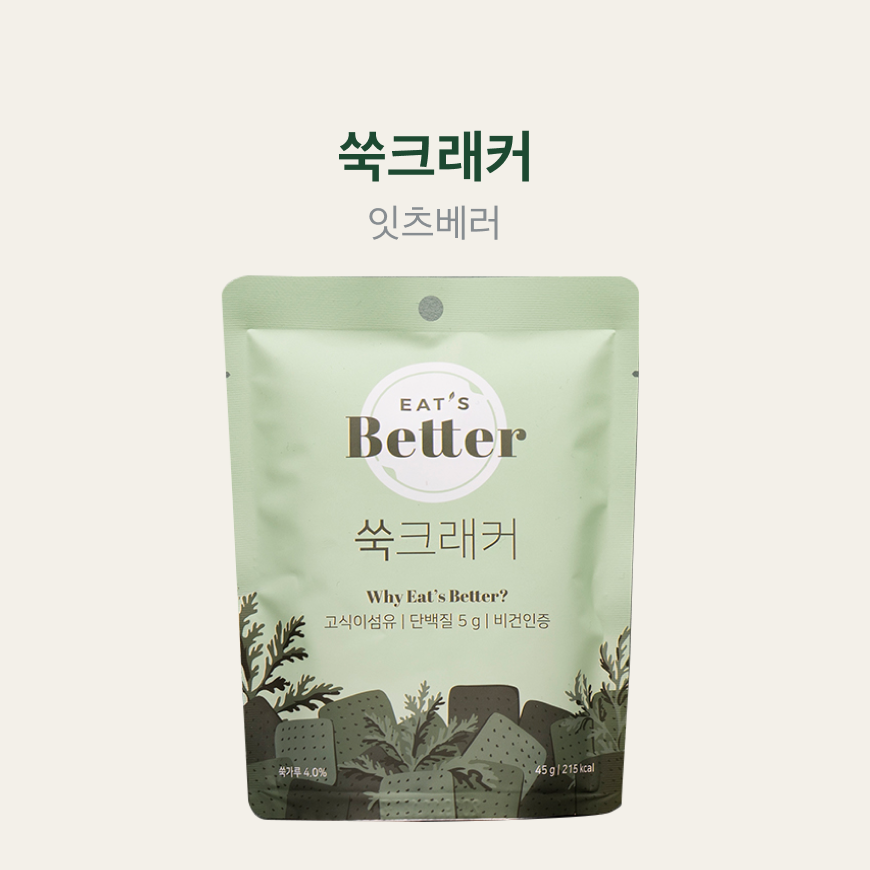 쑥크래커
잇츠베러
EAT'S
Better
쑥크래커
Why Eat's Better?
고식이섬유 | 단백질 5 g | 비건인증
쑥가루 4.0%
45 g | 215 kcal